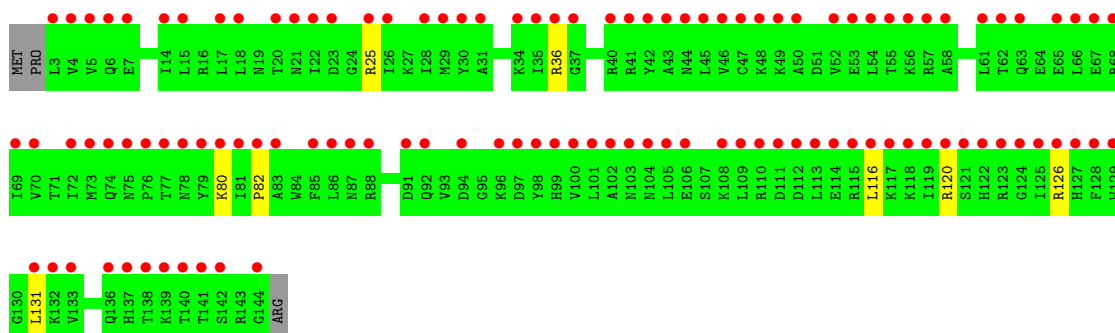 MET PRO L3 V4 V5 Q6 E7 I14 L15 R16 L17 L18 N19 T20 N21 I22 D23 G24 R25 I26 K27 I28 M29 Y30 A31 K34 I35 R36 G37 R40 R41 Y42 A43 N44 L45 V46 C47 K48 K49 A50 D51 V52 E53 L54 T55 K56 R57 A58 L61 T62 Q63 E64 E65 L66 E67 R68
I69 V70 T71 I72 M73 Q74 N75 P76 T77 N78 Y79 K80 I81 P82 A83 W84 F85 L86 N87 R88 D91 Q92 V93 D94 G95 K96 D97 Y98 H99 V100 L101 A102 N103 N104 L105 E106 S107 K108 L109 R110 D111 D112 L113 E114 R115 L116 K117 K118 I119 R120 S121 H122 R123 G124 I125 R126 H127 F128 W129
G130 L131 K132 V133 Q136 H137 T138 K139 T140 T141 S142 R143 G144 ARG